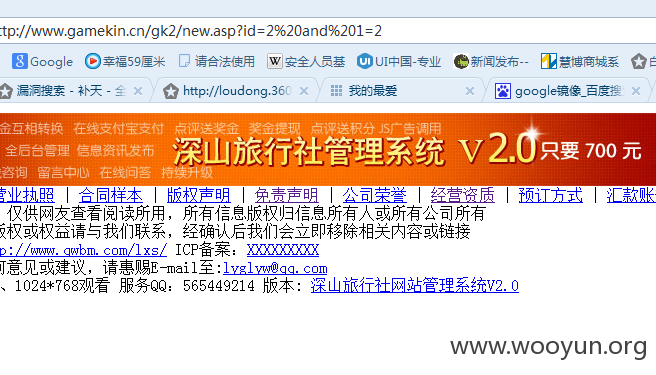 ttp://www.gamekin.cn/gk2/new.asp?id=2%20and%201=2
Google 幸福59厘米 请合法使用 安全人员基 UI中国-专业 新闻发布-- 慧博商城系 白
漏洞搜索 - 补天 - 全 http://loudong.360 我的最爱 google镜像_百度搜
金互相转换 在线支付宝支付 点评送奖金 奖金提现 点评送积分 JS广告调用
全后台管理 信息资讯发布 深山旅行社管理系统 V2.0 只要 700 元
线咨询 留言中心 在线问答 持续升级
营业执照 | 合同样本 | 版权声明 | 免责声明 | 公司荣誉 | 经营资质 | 预订方式 | 汇款账
仅供网友查看阅读所用，所有信息版权归信息所有人或所有公司所有
版权或权益请与我们联系，经确认后我们会立即移除相关内容或链接
p://www.gwbm.com/lxs/ ICP备案：XXXXXXXXX
何意见或建议，请惠赐E-mail至:lvglyw@qq.com
、1024*768观看 服务QQ：565449214 版本: 深山旅行社网站管理系统V2.0
www.wooyun.org